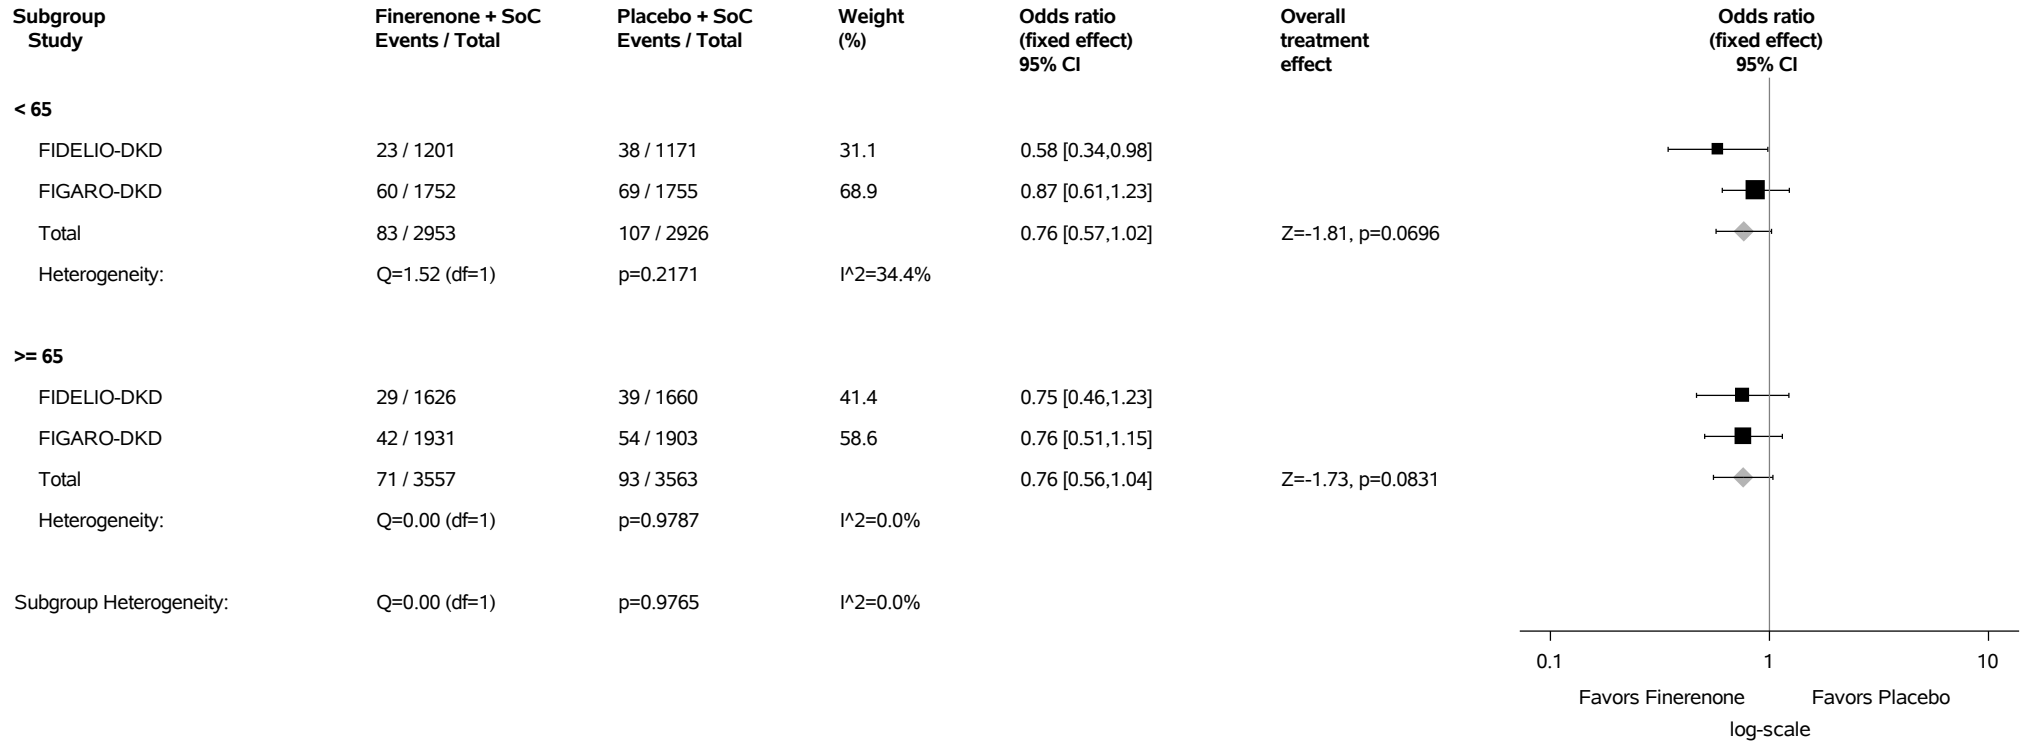 Subgroup Finerenone + SoC Placebo + SoC Weight Odds ratio Overall Odds ratio
Study Events / Total Events / Total (%) (fixed effect) treatment (fixed effect)
95% CI effect 95% CI
< 65
FIDELIO-DKD 23 / 1201 38 / 1171 31.1 0.58 [0.34,0.98]
FIGARO-DKD 60 / 1752 69 / 1755 68.9 0.87 [0.61,1.23]
Total 83 / 2953 107 / 2926 0.76 [0.57,1.02] Z=-1.81, p=0.0696
Heterogeneity: Q=1.52 (df=1) p=0.2171 I^2=34.4%
>= 65
FIDELIO-DKD 29 / 1626 39 / 1660 41.4 0.75 [0.46,1.23]
FIGARO-DKD 42 / 1931 54 / 1903 58.6 0.76 [0.51,1.15]
Total 71 / 3557 93 / 3563 0.76 [0.56,1.04] Z=-1.73, p=0.0831
Heterogeneity: Q=0.00 (df=1) p=0.9787 I^2=0.0%
Subgroup Heterogeneity: Q=0.00 (df=1) p=0.9765 I^2=0.0%
0.1 1 10
Favors Finerenone Favors Placebo
log-scale